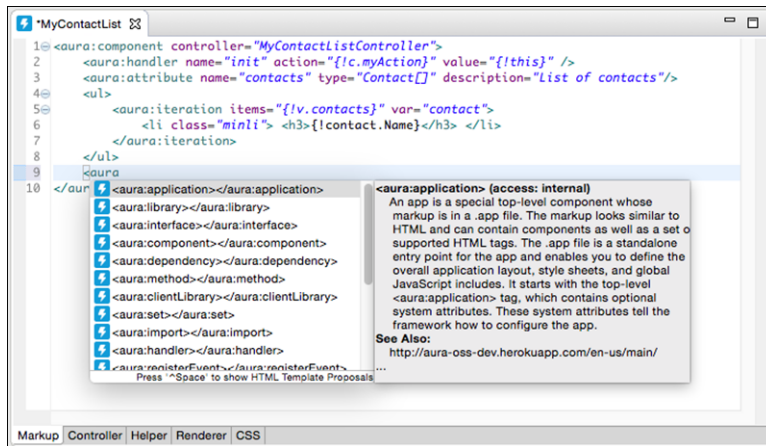 *MyContactList
1 <aura:component controller="MyContactListController">
2 <aura:handler name="init" action="{!c.myAction}" value="{!this}" />
3 <aura:attribute name="contacts" type="Contact[]" description="List of contacts"/>
4 <ul>
5 <aura:iteration items="{!v.contacts}" var="contact">
6 <li class="minli"> <h3>{!contact.Name}</h3> </li>
7 </aura:iteration>
8 </ul>
9 <aura
10 </aur
<aura:application></aura:application>
<aura:library></aura:library>
<aura:interface></aura:interface>
<aura:component></aura:component>
<aura:dependency></aura:dependency>
<aura:method></aura:method>
<aura:clientLibrary></aura:clientLibrary>
<aura:set></aura:set>
<aura:import></aura:import>
<aura:handler></aura:handler>
<aura:registerEvent></aura:registerEvent>
Press '^Space' to show HTML Template Proposals
<aura:application> (access: internal)
An app is a special top-level component whose
markup is in a .app file. The markup looks similar to
HTML and can contain components as well as a set o
supported HTML tags. The .app file is a standalone
entry point for the app and enables you to define the
overall application layout, style sheets, and global
JavaScript includes. It starts with the top-level
<aura:application> tag, which contains optional
system attributes. These system attributes tell the
framework how to configure the app.
See Also:
http://aura-oss-dev.herokuapp.com/en-us/main/
...
Markup Controller Helper Renderer CSS